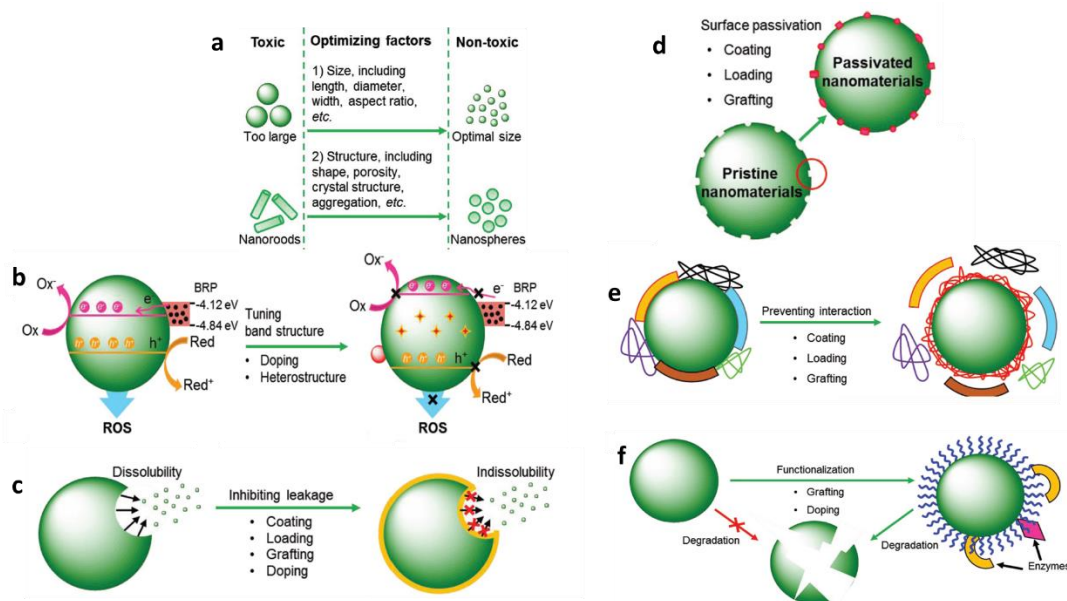 a
Toxic
Optimizing factors
Non-toxic
1) Size, including
length, diameter,
width, aspect ratio,
etc.
Too large
Optimal size
2) Structure, including
shape, porosity,
crystal structure,
aggregation, etc.
Nanoroods
Nanospheres
b
Ox-
Ox
e-
e- e- e-
BRP
-4.12 eV
-4.84 eV
h+ h+ h+ h+
h+
Red
Red+
ROS
Tuning
band structure
• Doping
• Heterostructure
Ox-
Ox
e- e- e-
e-
BRP
-4.12 eV
-4.84 eV
h+ h+ h+
h+
Red
Red+
ROS
c
Dissolubility
Inhibiting leakage
• Coating
• Loading
• Grafting
• Doping
Indissolubility
d
Surface passivation
• Coating
• Loading
• Grafting
Passivated
nanomaterials
Pristine
nanomaterials
e
Preventing interaction
• Coating
• Loading
• Grafting
f
Functionalization
• Grafting
• Doping
Degradation
Degradation
Enzymes